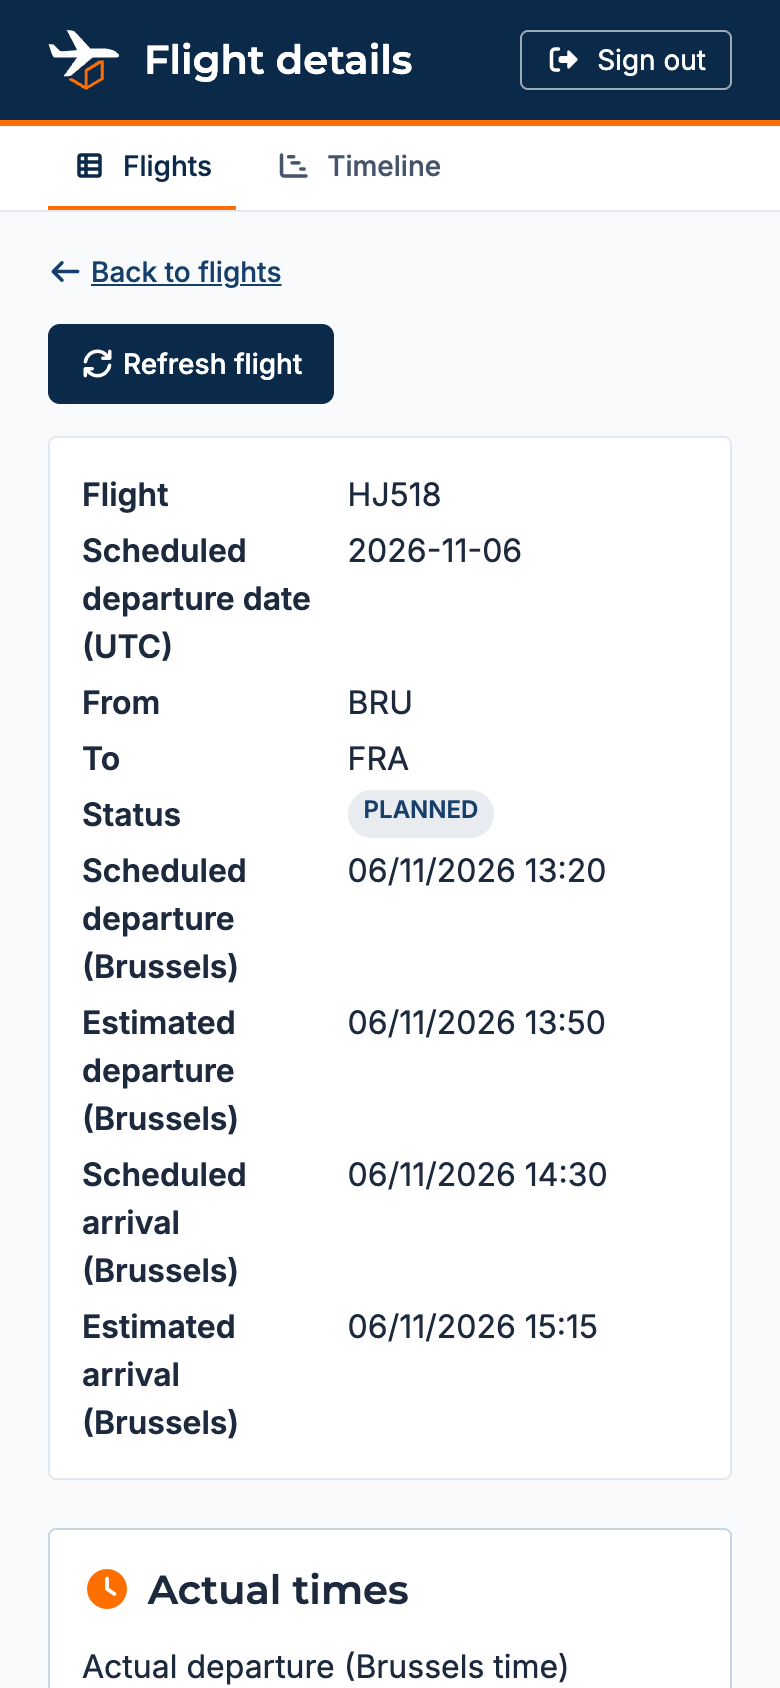 Flight details
Sign out
Flights
Timeline
Back to flights
Refresh flight
Flight HJ518
Scheduled departure date (UTC) 2026-11-06
From BRU
To FRA
Status PLANNED
Scheduled departure (Brussels) 06/11/2026 13:20
Estimated departure (Brussels) 06/11/2026 13:50
Scheduled arrival (Brussels) 06/11/2026 14:30
Estimated arrival (Brussels) 06/11/2026 15:15
Actual times
Actual departure (Brussels time)